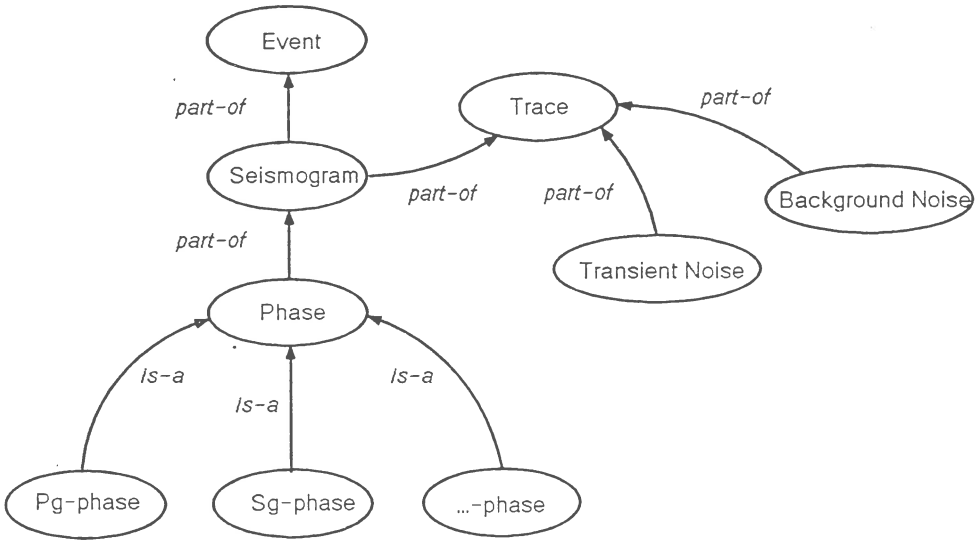 Event
part-of
Trace
part-of
Seismogram
part-of
part-of
Background Noise
part-of
Transient Noise
Phase
is-a
is-a
is-a
Pg-phase
Sg-phase
...-phase